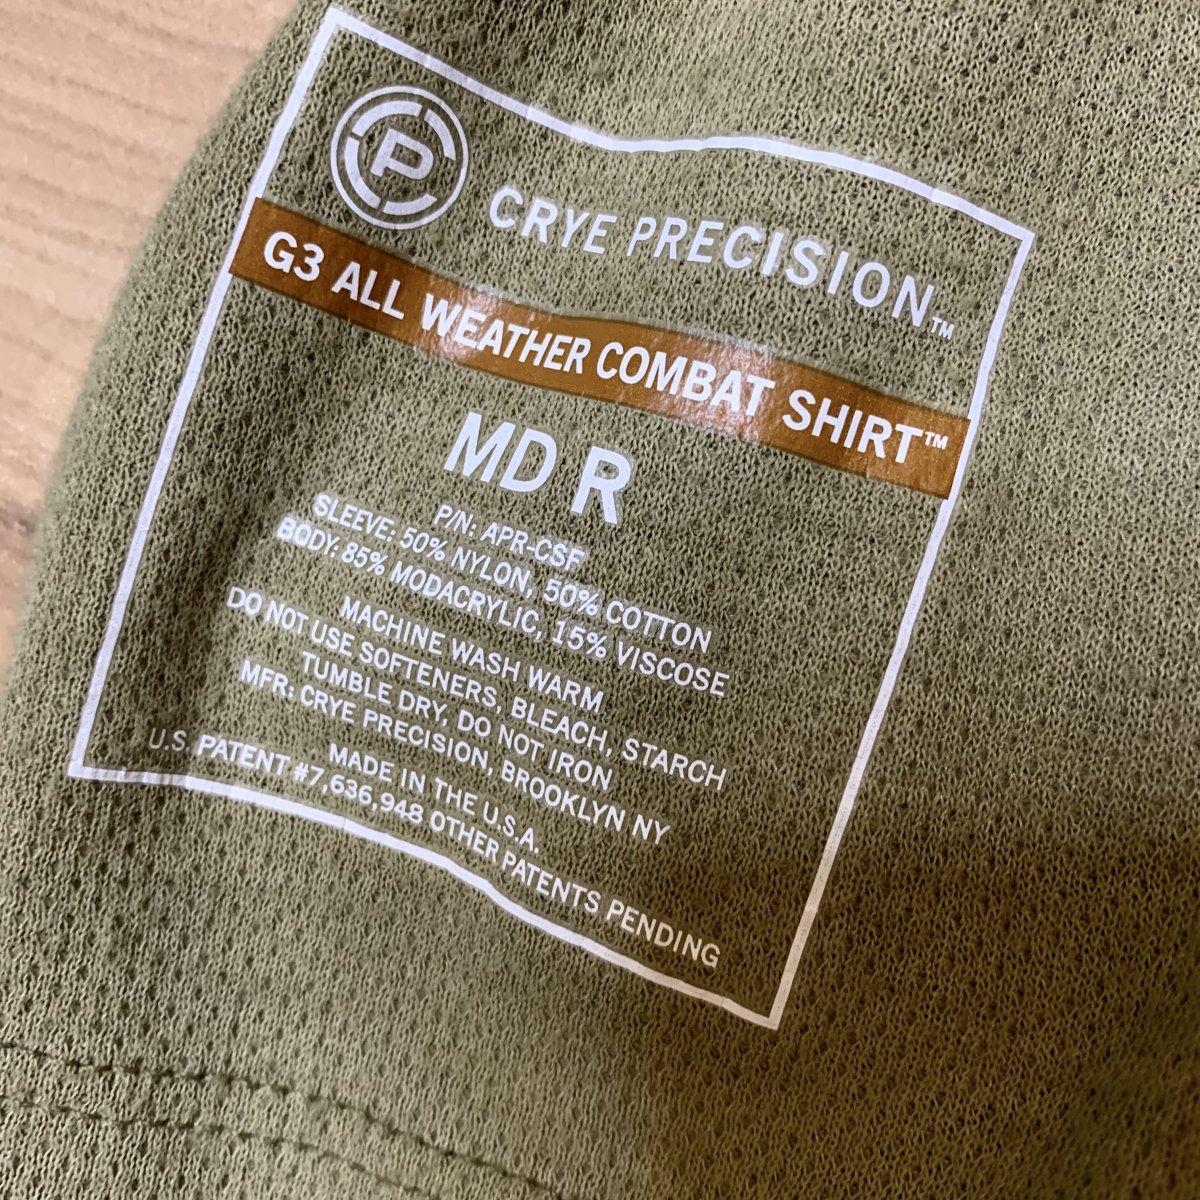 P
CRYE PRECISION™
G3 ALL WEATHER COMBAT SHIRT™
MD R
P/N: APR-CSF
SLEEVE: 50% NYLON, 50% COTTON
BODY: 85% MODACRYLIC, 15% VISCOSE
MACHINE WASH WARM
DO NOT USE SOFTENERS, BLEACH, STARCH
TUMBLE DRY, DO NOT IRON
MFR: CRYE PRECISION, BROOKLYN NY
MADE IN THE U.S.A.
U.S. PATENT #7,636,948 OTHER PATENTS PENDING